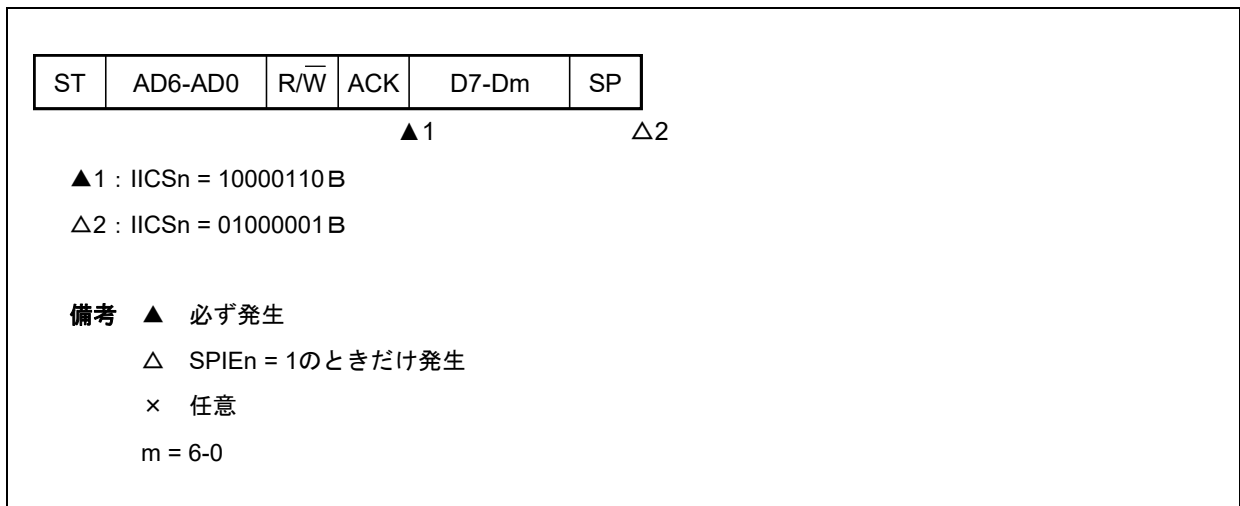 ST AD6-AD0 R/W̅ ACK D7-Dm SP
▲1 △2
▲1：IICSn = 10000110B
△2：IICSn = 01000001B
備考 ▲ 必ず発生
△ SPIEn = 1のときだけ発生
× 任意
m = 6-0